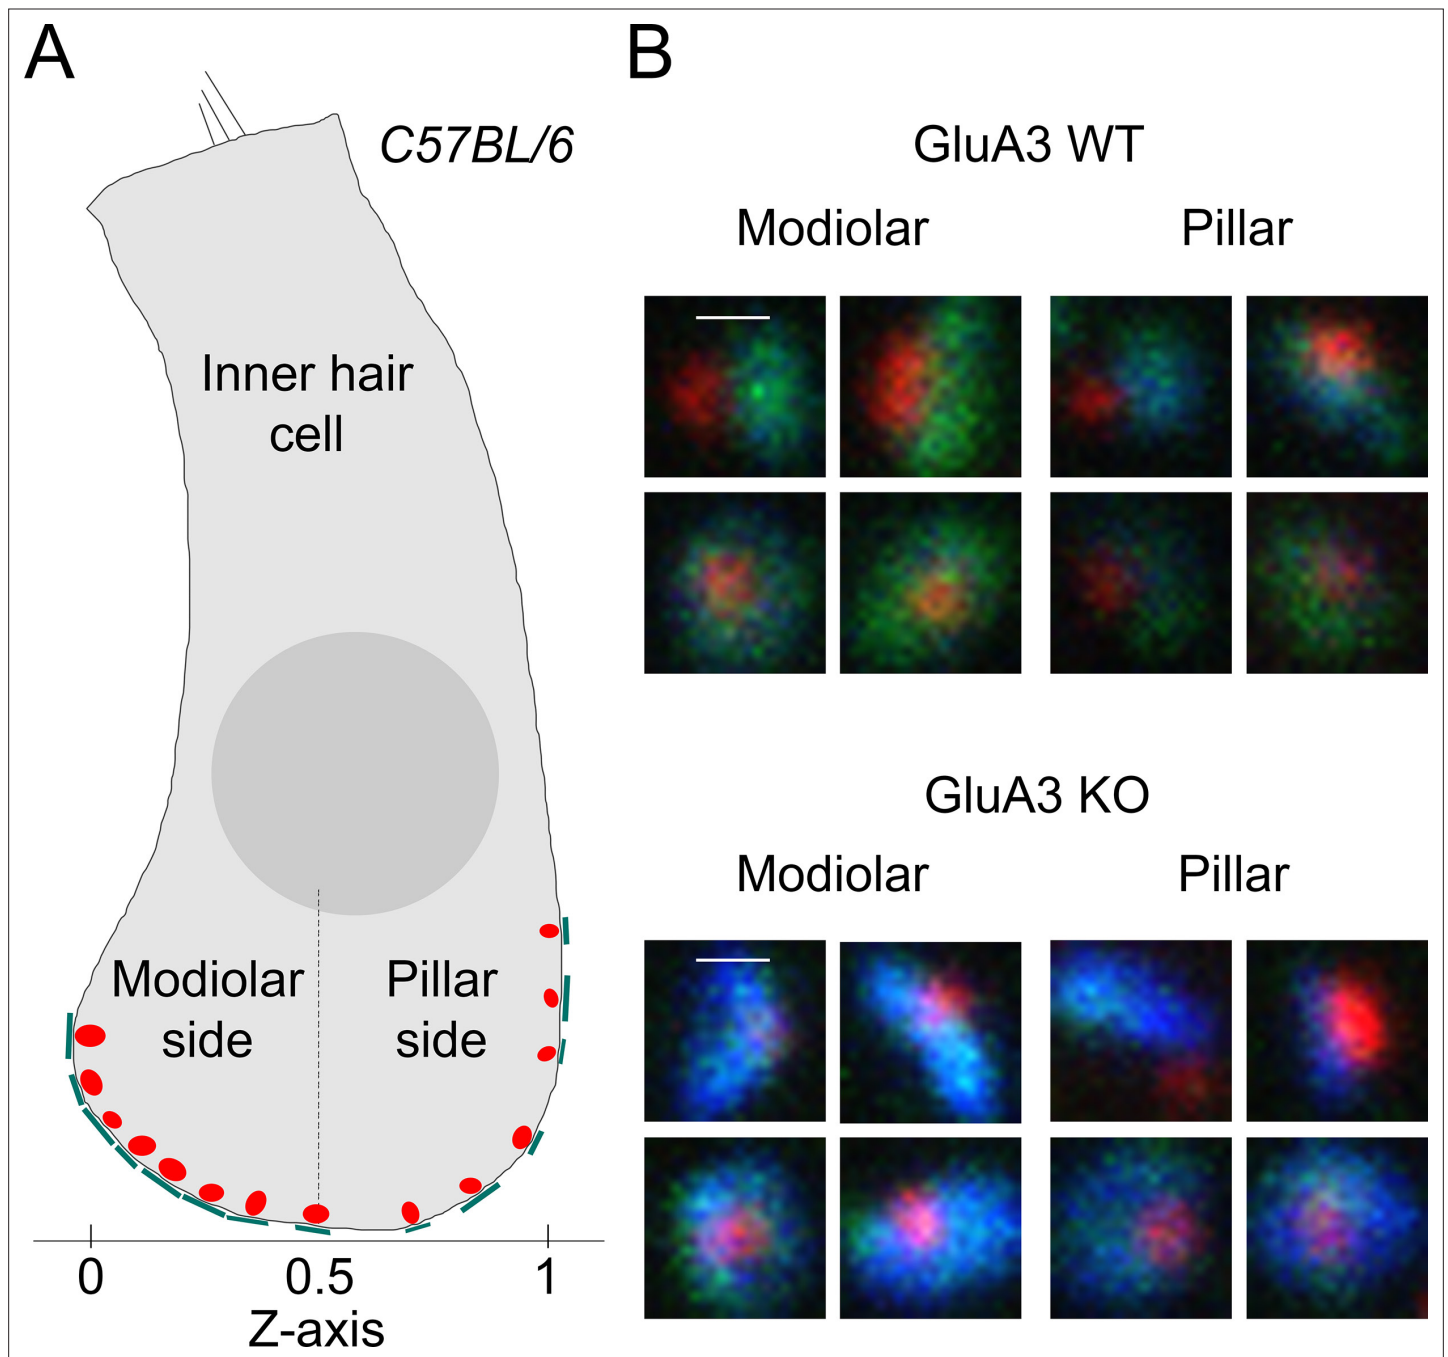 A
C57BL/6
Inner hair
cell
Modiolar
side
Pillar
side
0
0.5
1
Z-axis
B
GluA3 WT
Modiolar
Pillar
GluA3 KO
Modiolar
Pillar